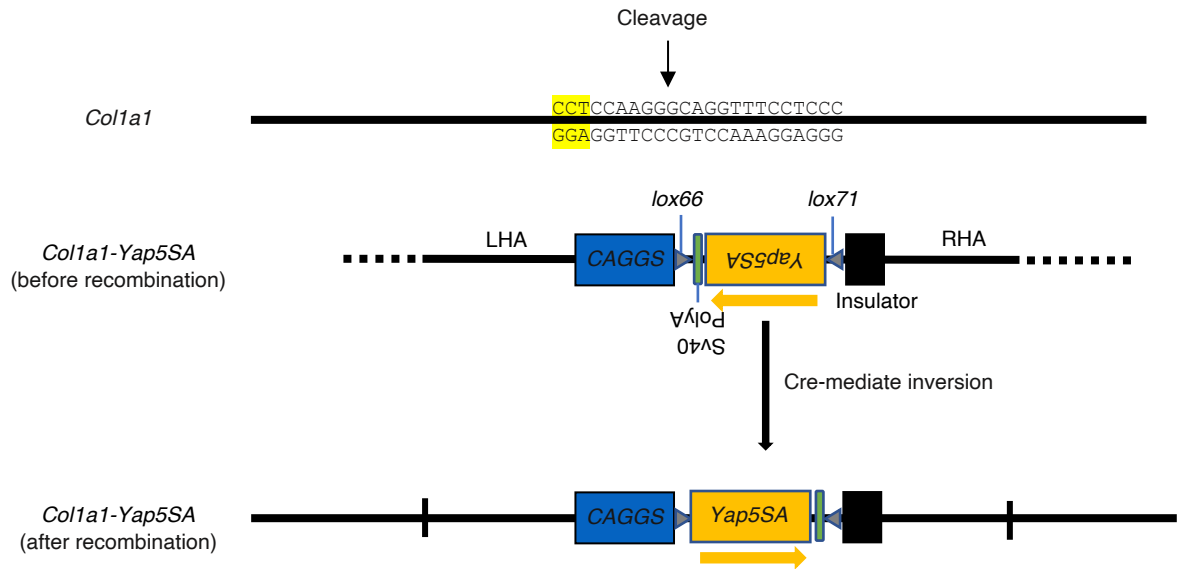 Cleavage
Col1a1
CCTCCAAGGGCAGGTTTCCTCCC
GGAGGTTCCCGTCCAAAGGAGGG
lox66
lox71
Col1a1-Yap5SA
(before recombination)
LHA
CAGGS
Yap5SA
RHA
Insulator
Sv40
PolyA
Cre-mediate inversion
Col1a1-Yap5SA
(after recombination)
CAGGS
Yap5SA